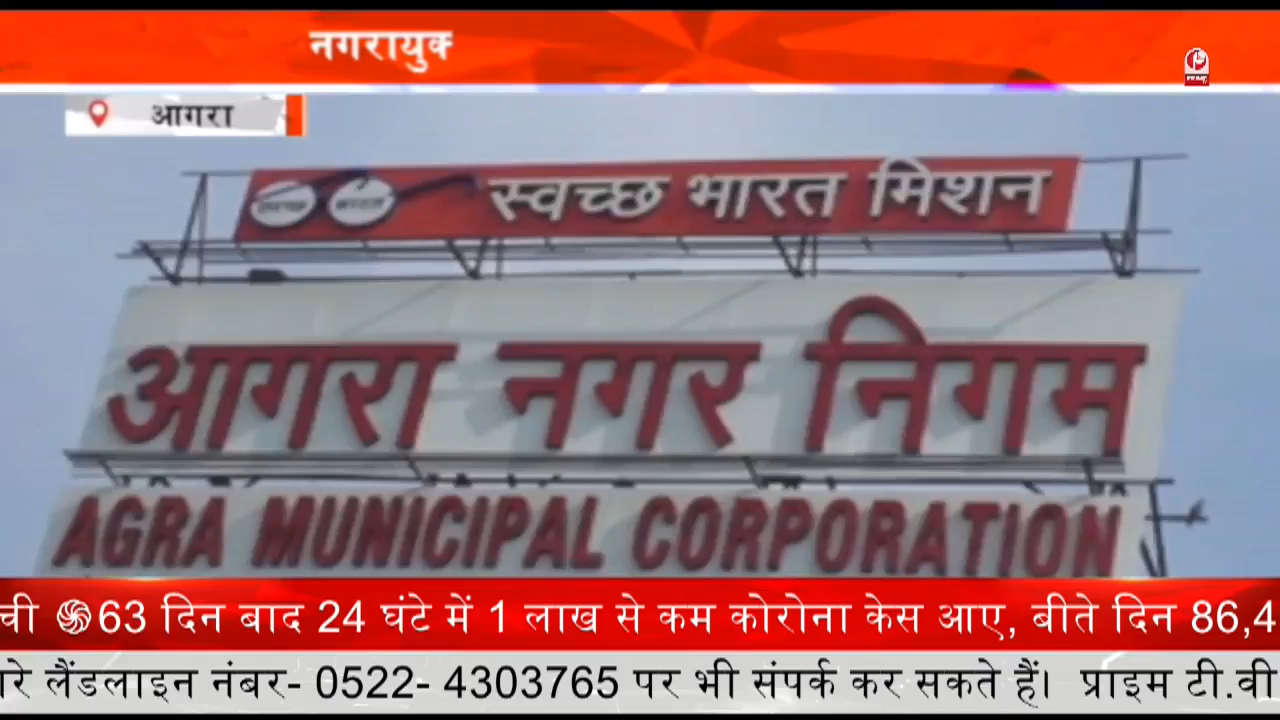 नगरायुक्
आगरा
स्वच्छ भारत मिशन
आगरा नगर निगम
AGRA MUNICIPAL CORPORATION
ची 63 दिन बाद 24 घंटे में 1 लाख से कम कोरोना केस आए, बीते दिन 86,4
रे लैंडलाइन नंबर- 0522- 4303765 पर भी संपर्क कर सकते हैं। प्राइम टी.वी